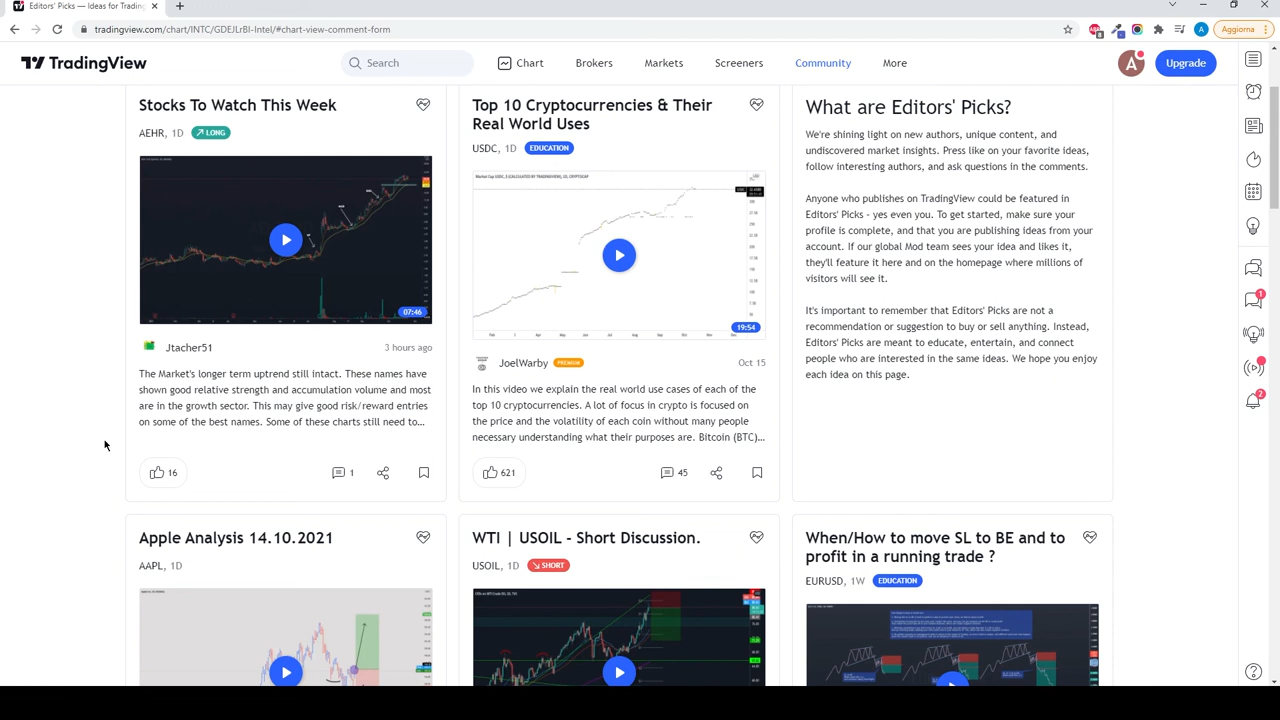 Editors' Picks — Ideas for Trading
tradingview.com/chart/INTC/GDEJLrBI-Intel/#chart-view-comment-form
A
Aggiorna
TradingView
Search
Chart
Brokers
Markets
Screeners
Community
More
A
Upgrade
Stocks To Watch This Week
AEHR, 1D
LONG
07:46
Jtacher51
3 hours ago
The Market's longer term uptrend still intact. These names have
shown good relative strength and accumulation volume and most
are in the growth sector. This may give good risk/reward entries
on some of the best names. Some of these charts still need to...
16
1
Top 10 Cryptocurrencies & Their
Real World Uses
USDC, 1D
EDUCATION
19:54
JoelWarby
PREMIUM
Oct 15
In this video we explain the real world use cases of each of the
top 10 cryptocurrencies. A lot of focus in crypto is focused on
the price and the volatility of each coin without many people
necessary understanding what their purposes are. Bitcoin (BTC)...
621
45
What are Editors' Picks?
We're shining light on new authors, unique content, and
undiscovered market insights. Press like on your favorite ideas,
follow interesting authors, and ask questions in the comments.
Anyone who publishes on TradingView could be featured in
Editors' Picks - yes even you. To get started, make sure your
profile is complete, and that you are publishing ideas from your
account. If our global Mod team sees your idea and likes it,
they'll feature it here and on the homepage where millions of
visitors will see it.
It's important to remember that Editors' Picks are not a
recommendation or suggestion to buy or sell anything. Instead,
Editors' Picks are meant to educate, entertain, and connect
people who are interested in the same ideas. We hope you enjoy
each idea on this page.
1
2
Apple Analysis 14.10.2021
AAPL, 1D
WTI | USOIL - Short Discussion.
USOIL, 1D
SHORT
When/How to move SL to BE and to
profit in a running trade ?
EURUSD, 1W
EDUCATION